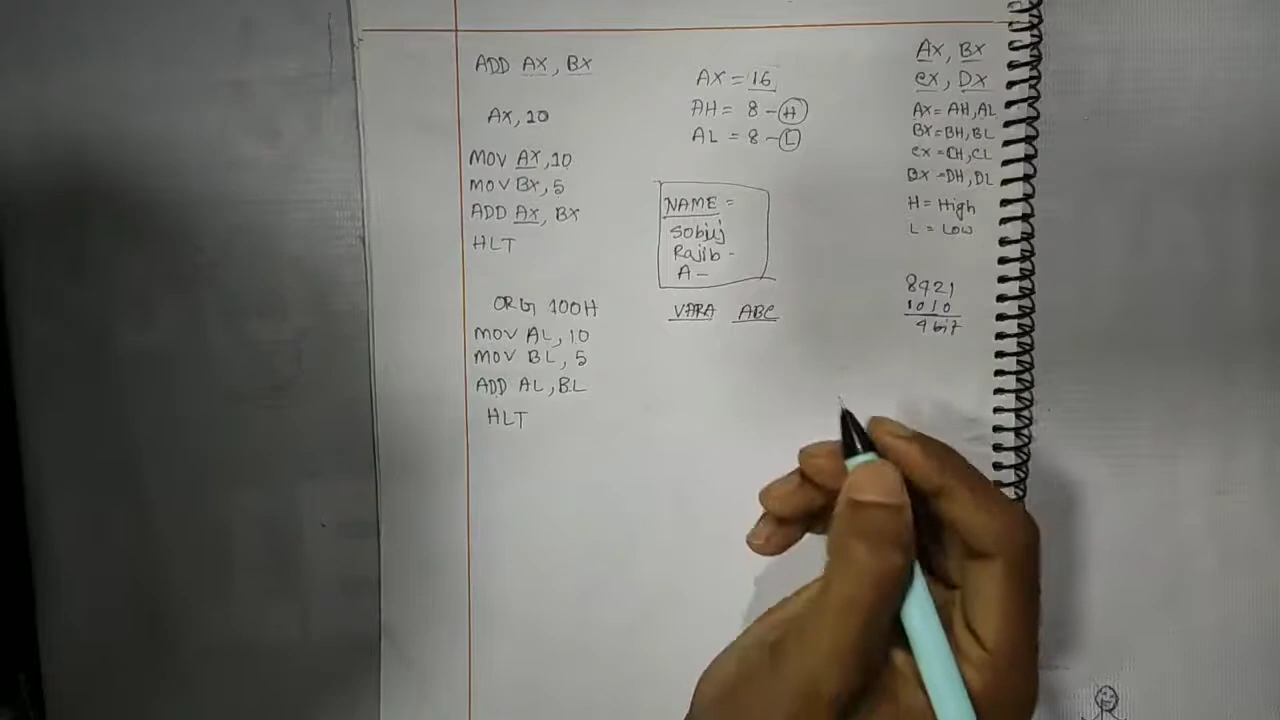 ADD AX, BX
AX, 10
MOV AX, 10
MOV BX, 5
ADD AX, BX
HLT
ORG 100H
MOV AL, 10
MOV BL, 5
ADD AL, BL
HLT
AX = 16
AH = 8 - H
AL = 8 - L
NAME =
Sobuj
Rajib -
A -
VARA ABC
AX, BX
CX, DX
AX = AH, AL
BX = BH, BL
CX = CH, CL
BX = DH, DL
H = High
L = Low
8421
1010
4 bit